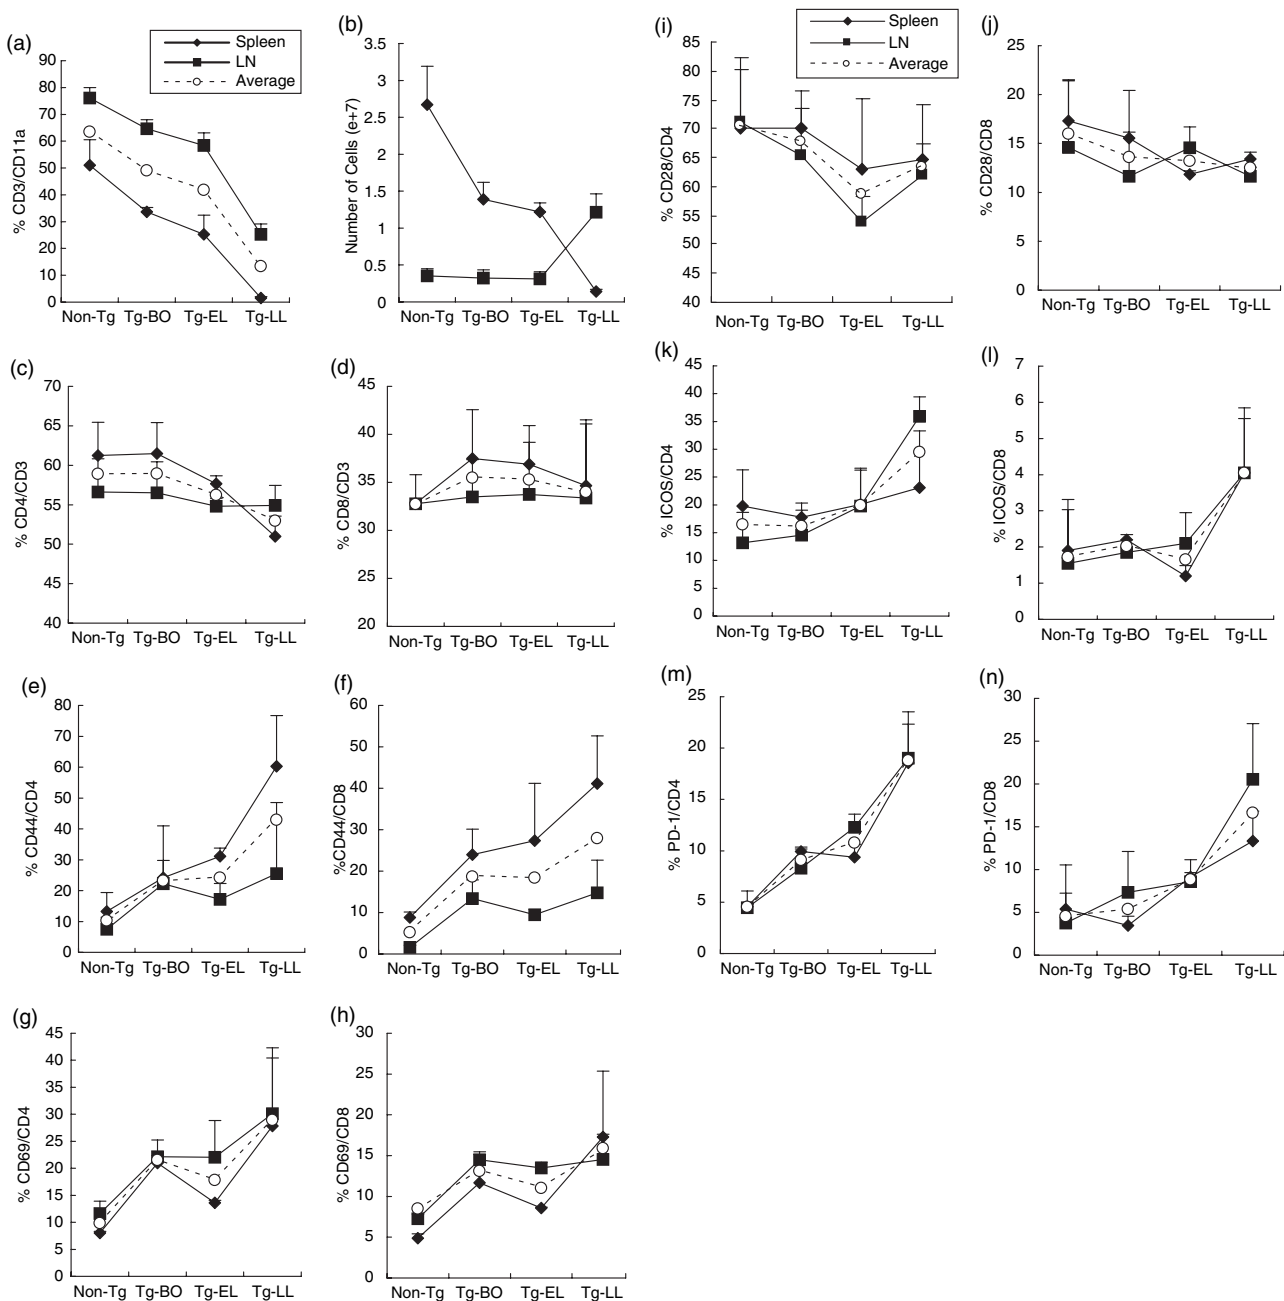 (a)
Spleen
LN
Average
% CD3/CD11a
90
80
70
60
50
40
30
20
10
0
Non-Tg Tg-BO Tg-EL Tg-LL
(b)
Number of Cells (e+7)
3.5
3
2.5
2
1.5
1
0.5
0
Non-Tg Tg-BO Tg-EL Tg-LL
(c)
% CD4/CD3
70
65
60
55
50
45
40
Non-Tg Tg-BO Tg-EL Tg-LL
(d)
% CD8/CD3
45
40
35
30
25
20
Non-Tg Tg-BO Tg-EL Tg-LL
(e)
% CD44/CD4
80
70
60
50
40
30
20
10
0
Non-Tg Tg-BO Tg-EL Tg-LL
(f)
%CD44/CD8
60
50
40
30
20
10
0
Non-Tg Tg-BO Tg-EL Tg-LL
(g)
% CD69/CD4
45
40
35
30
25
20
15
10
5
0
Non-Tg Tg-BO Tg-EL Tg-LL
(h)
% CD69/CD8
30
25
20
15
10
5
0
Non-Tg Tg-BO Tg-EL Tg-LL
(i)
Spleen
LN
Average
% CD28/CD4
85
80
75
70
65
60
55
50
45
40
Non-Tg Tg-BO Tg-EL Tg-LL
(j)
% CD28/CD8
25
20
15
10
5
0
Non-Tg Tg-BO Tg-EL Tg-LL
(k)
% ICOS/CD4
45
40
35
30
25
20
15
10
5
0
Non-Tg Tg-BO Tg-EL Tg-LL
(l)
% ICOS/CD8
7
6
5
4
3
2
1
0
Non-Tg Tg-BO Tg-EL Tg-LL
(m)
% PD-1/CD4
25
20
15
10
5
0
Non-Tg Tg-BO Tg-EL Tg-LL
(n)
% PD-1/CD8
30
25
20
15
10
5
0
Non-Tg Tg-BO Tg-EL Tg-LL